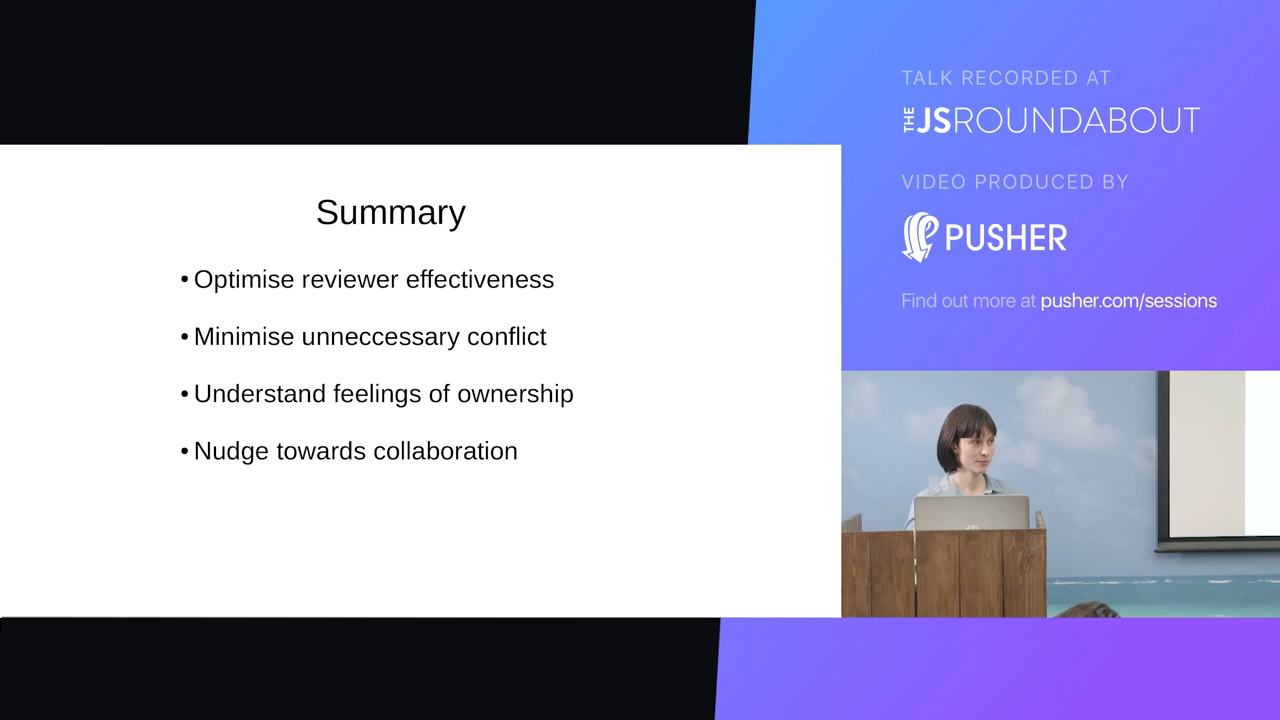 Summary
• Optimise reviewer effectiveness
• Minimise unneccessary conflict
• Understand feelings of ownership
• Nudge towards collaboration
TALK RECORDED AT
THE JSROUNDABOUT
VIDEO PRODUCED BY
PUSHER
Find out more at pusher.com/sessions